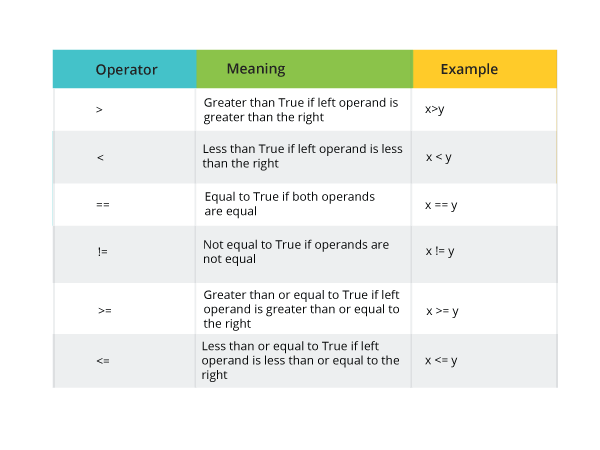 Operator Meaning Example
> Greater than True if left operand is x>y
greater than the right
< Less than True if left operand is less x < y
than the right
== Equal to True if both operands x == y
are equal
!= Not equal to True if operands are x != y
not equal
>= Greater than or equal to True if left x >= y
operand is greater than or equal to
the right
<= Less than or equal to True if left x <= y
operand is less than or equal to the
right